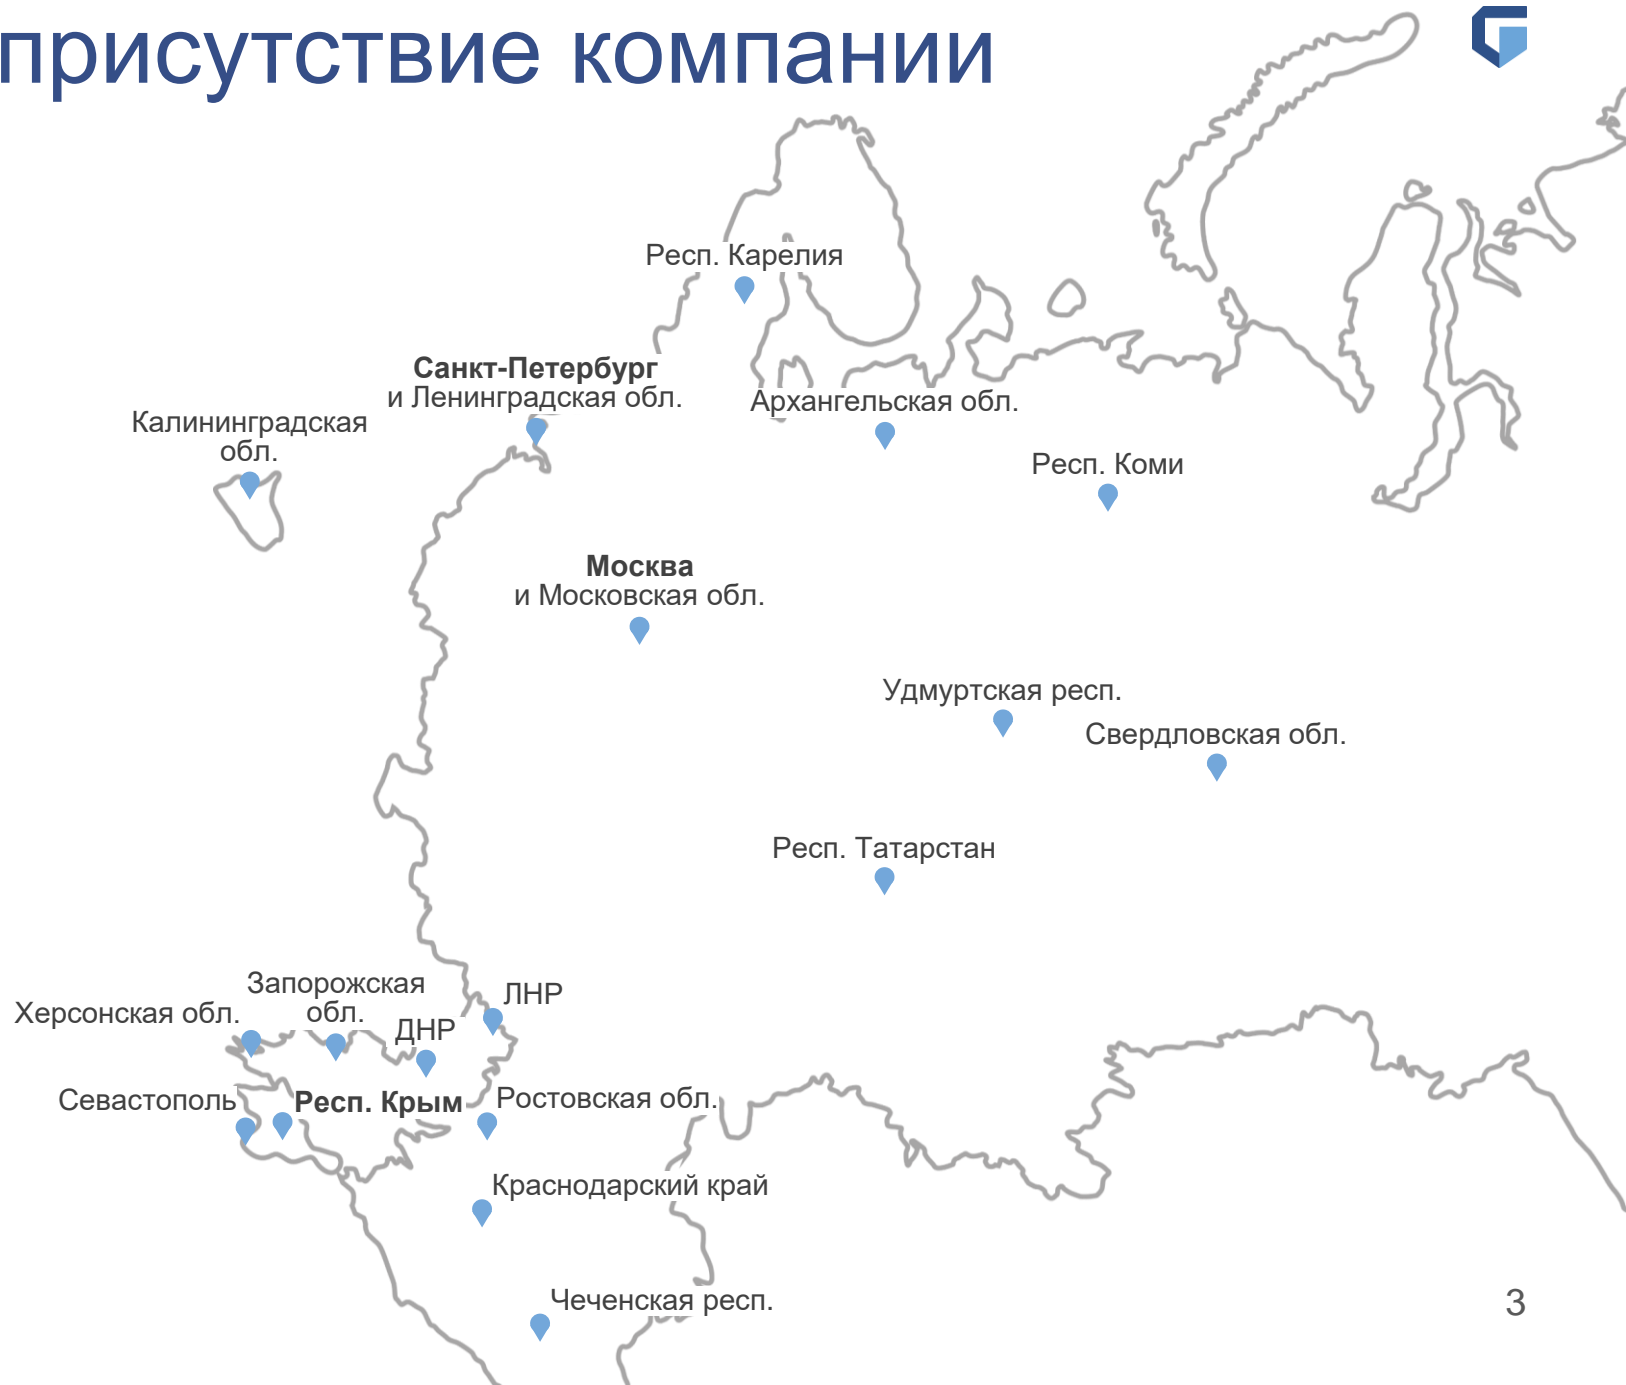 присутствие компании
Респ. Карелия
Санкт-Петербург
и Ленинградская обл.
Архангельская обл.
Калининградская
обл.
Респ. Коми
Москва
и Московская обл.
Удмуртская респ.
Свердловская обл.
Респ. Татарстан
Запорожская
обл.
ЛНР
Херсонская обл.
ДНР
Севастополь
Респ. Крым
Ростовская обл.
Краснодарский край
Чеченская респ.
3